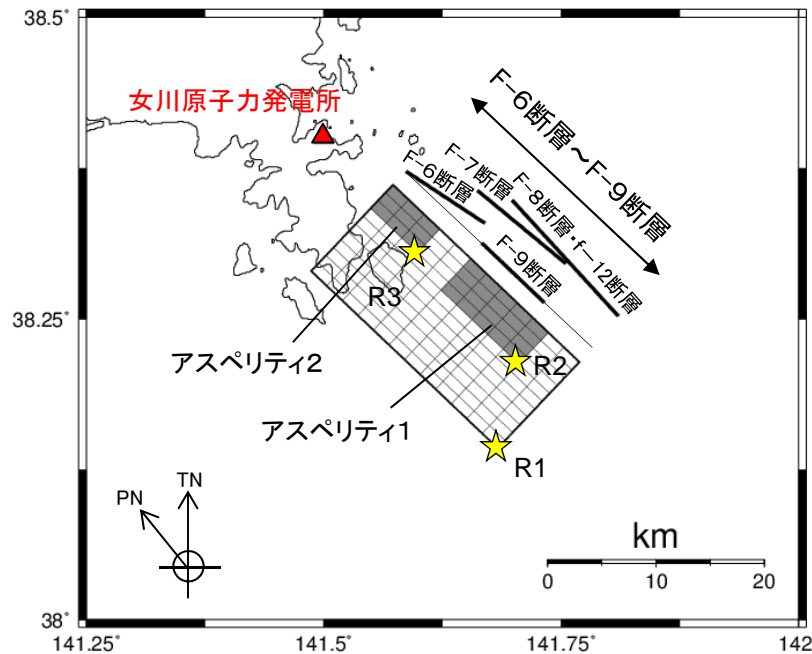 38.5°
女川原子力発電所
F-6断層～F-9断層
F-6断層
F-7断層
F-8断層・f-12断層
F-9断層
R3
38.25°
アスペリティ2
R2
アスペリティ1
R1
TN
PN
km
0 10 20
38°
141.25° 141.5° 141.75° 142